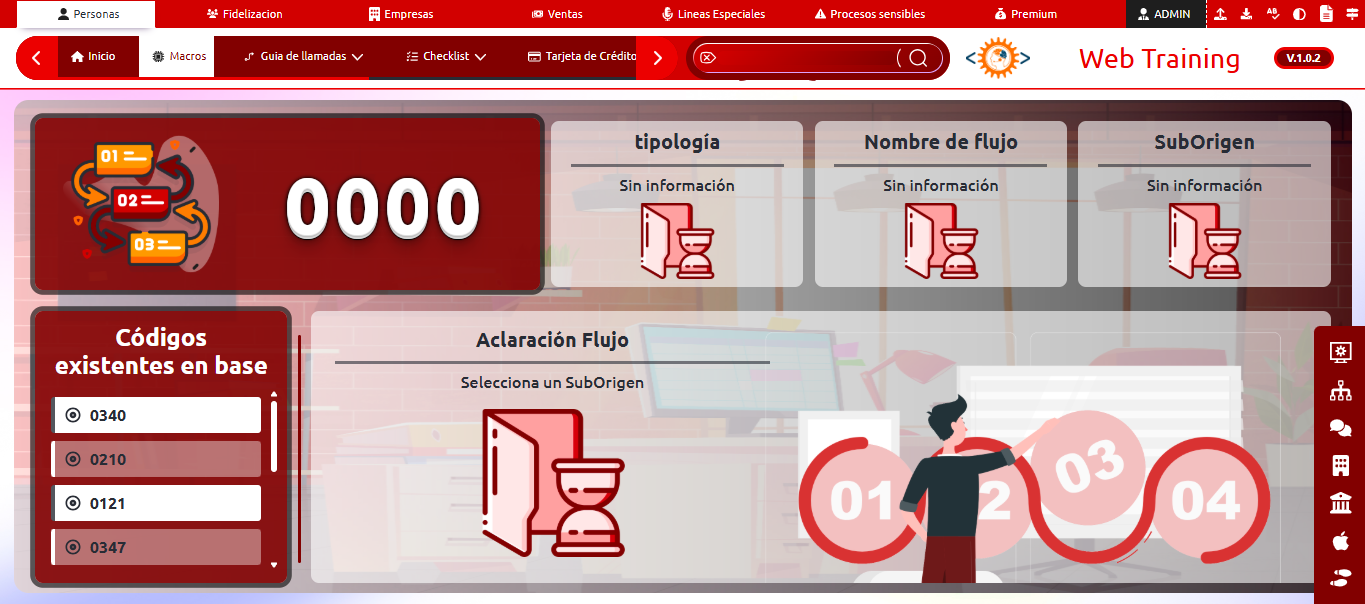 Personas
Fidelizacion
Empresas
Ventas
Lineas Especiales
Procesos sensibles
Premium
ADMIN
Inicio
Macros
Guia de llamadas
Checklist
Tarjeta de Crédito
Web Training
V.1.0.2
01
02
03
0000
tipología
Sin información
Nombre de flujo
Sin información
SubOrigen
Sin información
Códigos
existentes en base
0340
0210
0121
0347
Aclaración Flujo
Selecciona un SubOrigen
01
2
03
04